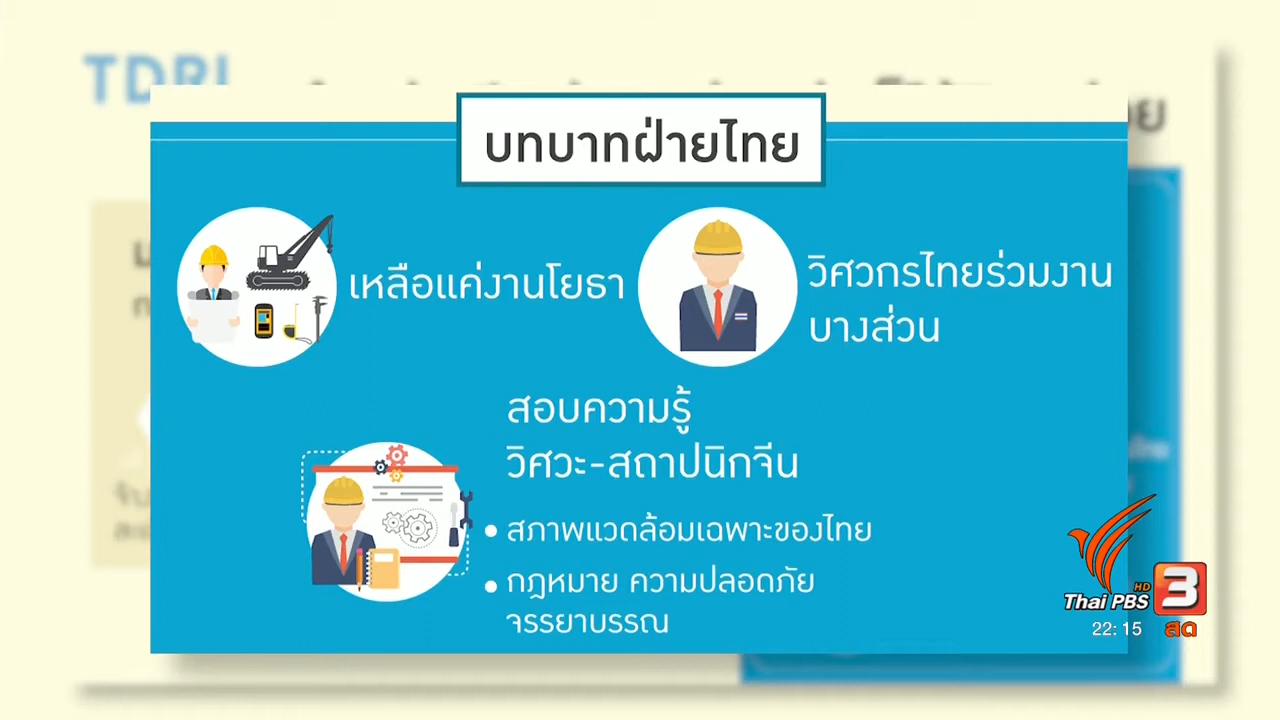 TDRI
บทบาทฝ่ายไทย
เหลือแค่งานโยธา
วิศวกรไทยร่วมงาน
บางส่วน
สอบความรู้
วิศวะ-สถาปนิกจีน
• สภาพแวดล้อมเฉพาะของไทย
• กฎหมาย ความปลอดภัย
จรรยาบรรณ
HD
Thai PBS 3
22:15 สด